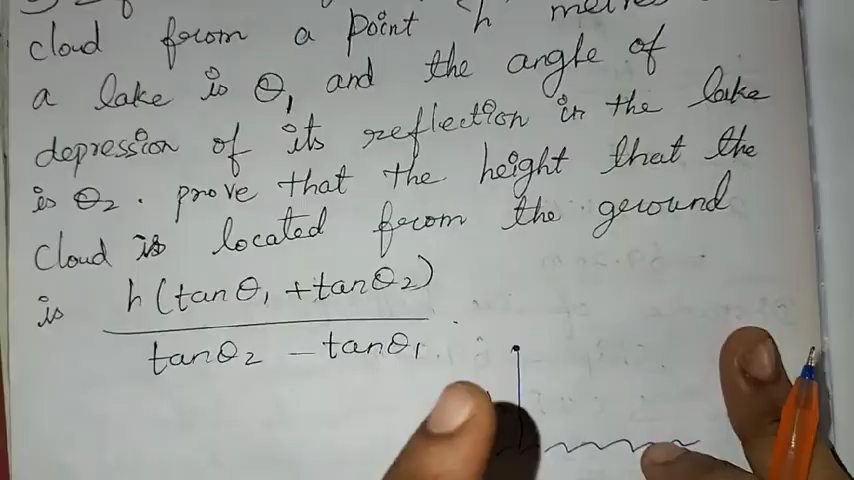 cloud from a point 'h' metres
a lake is θ₁, and the angle of
depression of its reflection in the lake
is θ₂. prove that the height that the
cloud is located from the ground
is h(tanθ₁ + tanθ₂)
tanθ₂ - tanθ₁.